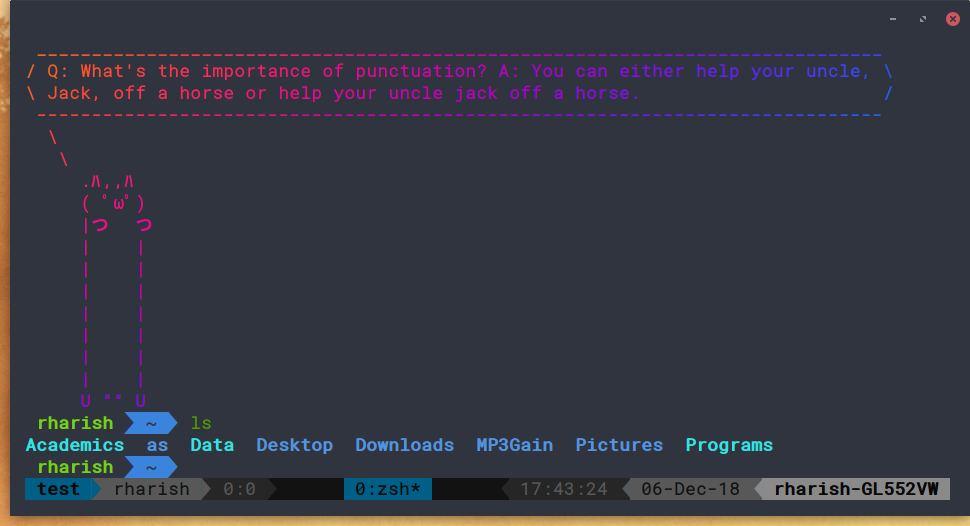 / Q: What's the importance of punctuation? A: You can either help your uncle, \
\ Jack, off a horse or help your uncle jack off a horse. /
.ﾊ,,ﾊ
( ﾟωﾟ)
|つ つ
U "" U
rharish ~ ls
Academics as Data Desktop Downloads MP3Gain Pictures Programs
rharish ~
test rharish 0:0 0:zsh* 17:43:24 06-Dec-18 rharish-GL552VW